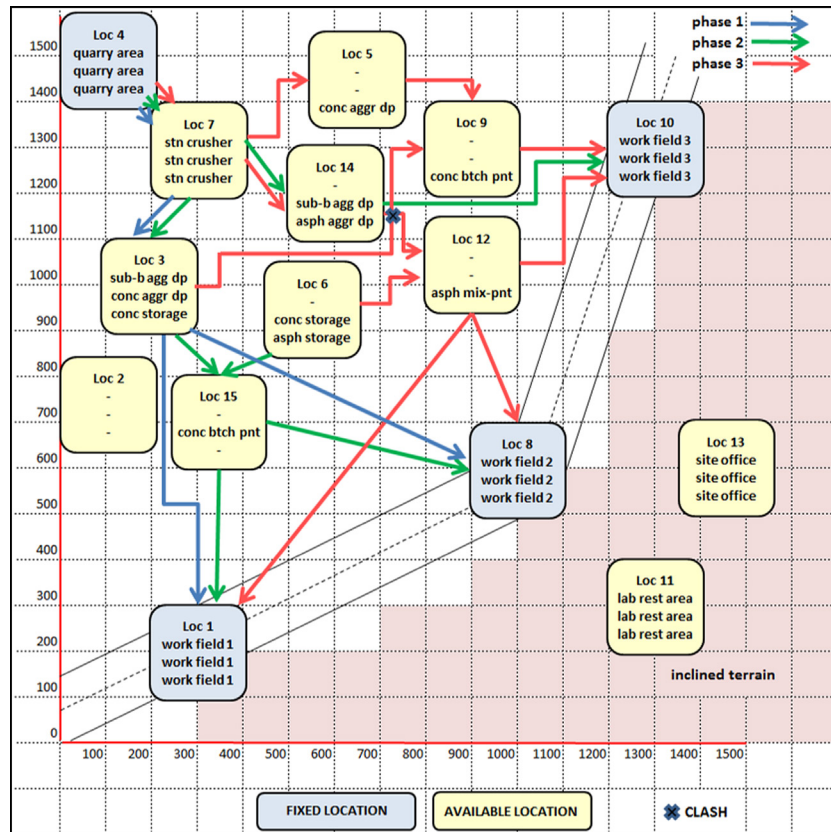 phase 1
phase 2
phase 3
Loc 4
quarry area
quarry area
quarry area
Loc 5
-
-
conc aggr dp
Loc 7
stn crusher
stn crusher
stn crusher
Loc 9
-
-
conc btch pnt
Loc 10
work field 3
work field 3
work field 3
Loc 14
-
sub-b agg dp
asph aggr dp
Loc 3
sub-b agg dp
conc aggr dp
conc storage
Loc 6
-
conc storage
asph storage
Loc 12
-
-
asph mix-pnt
Loc 2
-
-
-
Loc 15
-
conc btch pnt
-
Loc 8
work field 2
work field 2
work field 2
Loc 13
site office
site office
site office
Loc 11
lab rest area
lab rest area
lab rest area
Loc 1
work field 1
work field 1
work field 1
inclined terrain
1500
1400
1300
1200
1100
1000
900
800
700
600
500
400
300
200
100
0
100 200 300 400 500 600 700 800 900 1000 1100 1200 1300 1400 1500
FIXED LOCATION
AVAILABLE LOCATION
CLASH